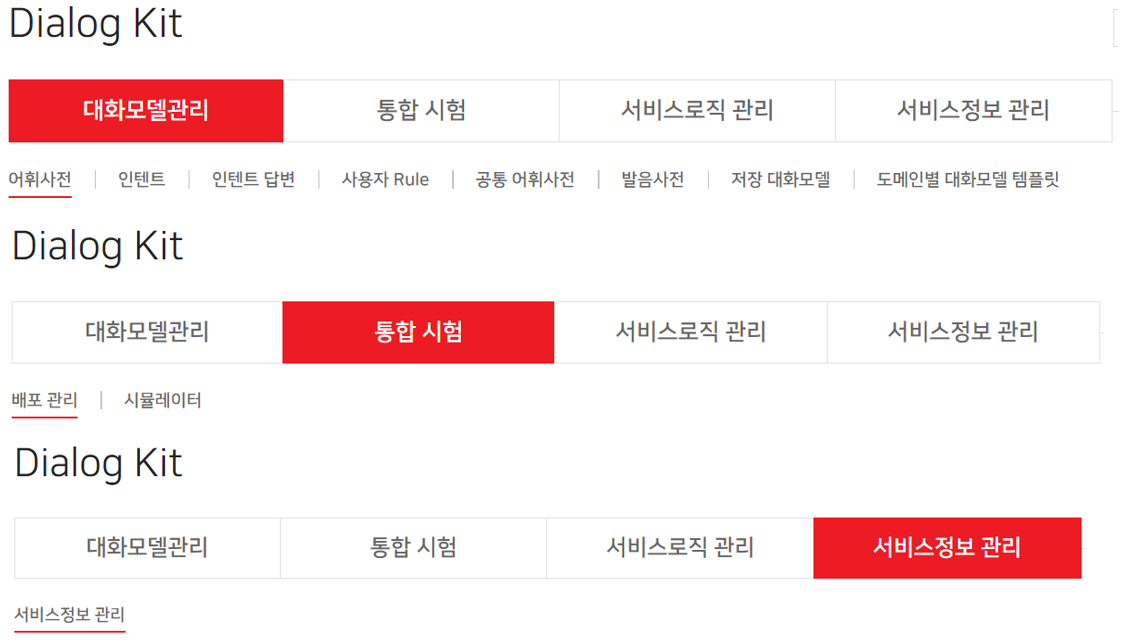 Dialog Kit
대화모델관리 통합 시험 서비스로직 관리 서비스정보 관리
어휘사전 | 인텐트 | 인텐트 답변 | 사용자 Rule | 공통 어휘사전 | 발음사전 | 저장 대화모델 | 도메인별 대화모델 템플릿
Dialog Kit
대화모델관리 통합 시험 서비스로직 관리 서비스정보 관리
배포 관리 | 시뮬레이터
Dialog Kit
대화모델관리 통합 시험 서비스로직 관리 서비스정보 관리
서비스정보 관리